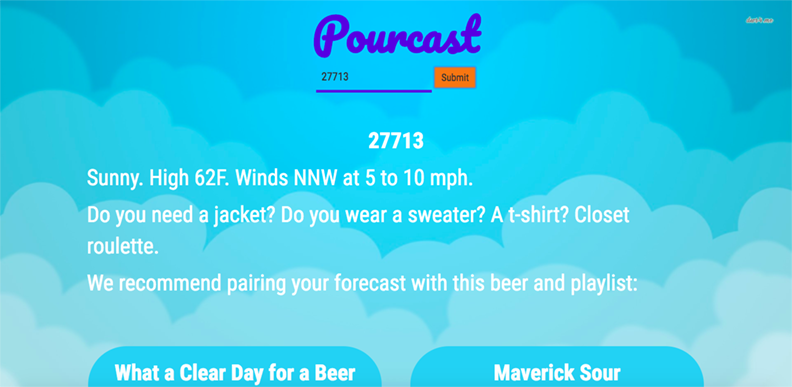 Pourcast
27713
Submit
27713
Sunny. High 62F. Winds NNW at 5 to 10 mph.
Do you need a jacket? Do you wear a sweater? A t-shirt? Closet
roulette.
We recommend pairing your forecast with this beer and playlist:
What a Clear Day for a Beer
Maverick Sour